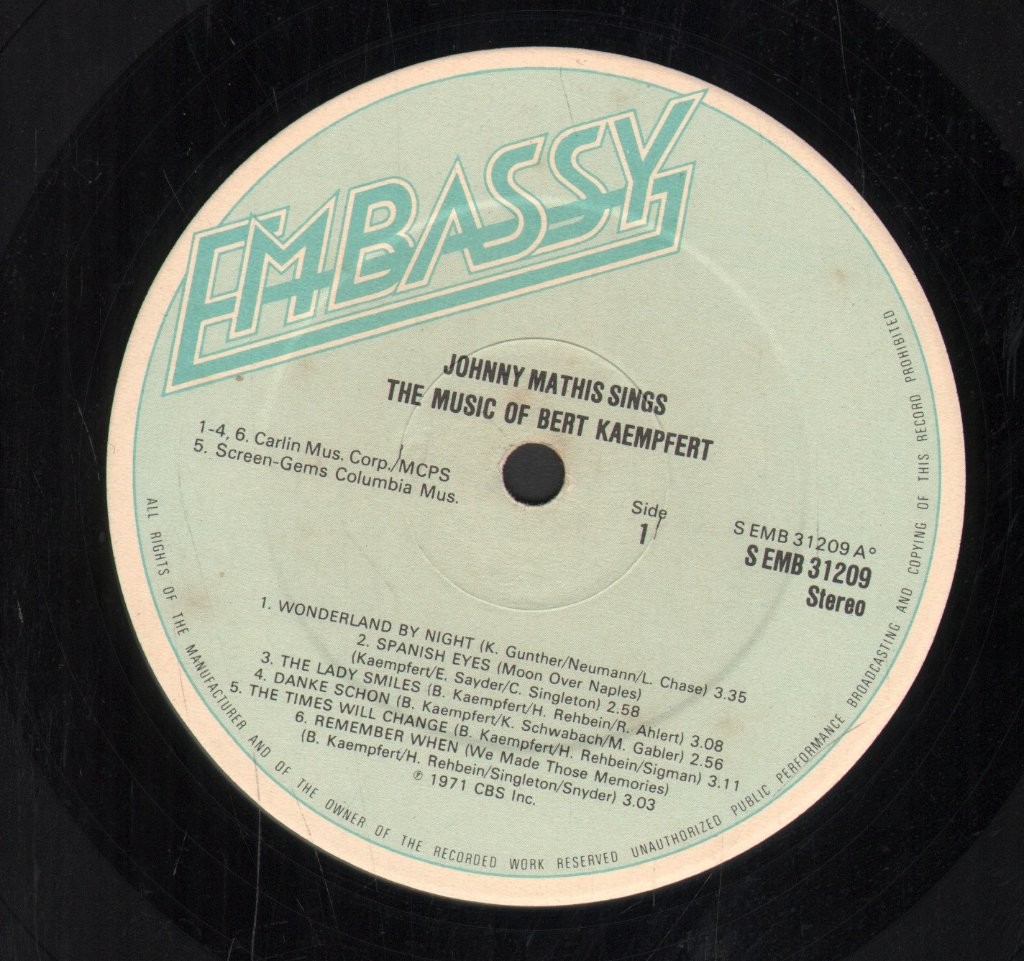 EMBASSY
JOHNNY MATHIS SINGS
THE MUSIC OF BERT KAEMPFERT
1-4, 6. Carlin Mus. Corp./MCPS
5. Screen-Gems Columbia Mus.
Side
1
S EMB 31209 A°
S EMB 31209
Stereo
1. WONDERLAND BY NIGHT (K. Gunther/Neumann/L. Chase) 3.35
2. SPANISH EYES (Moon Over Naples)
(Kaempfert/E. Sayder/C. Singleton) 2.58
3. THE LADY SMILES (B. Kaempfert/H. Rehbein/R. Ahlert) 3.08
4. DANKE SCHON (B. Kaempfert/K. Schwabach/M. Gabler) 2.56
5. THE TIMES WILL CHANGE (B. Kaempfert/H. Rehbein/Sigman) 3.11
6. REMEMBER WHEN (We Made Those Memories)
(B. Kaempfert/H. Rehbein/Singleton/Snyder) 3.03
℗ 1971 CBS Inc.
ALL RIGHTS OF THE MANUFACTURER AND OF THE OWNER OF THE RECORDED WORK RESERVED UNAUTHORIZED PUBLIC PERFORMANCE BROADCASTING AND COPYING OF THIS RECORD PROHIBITED